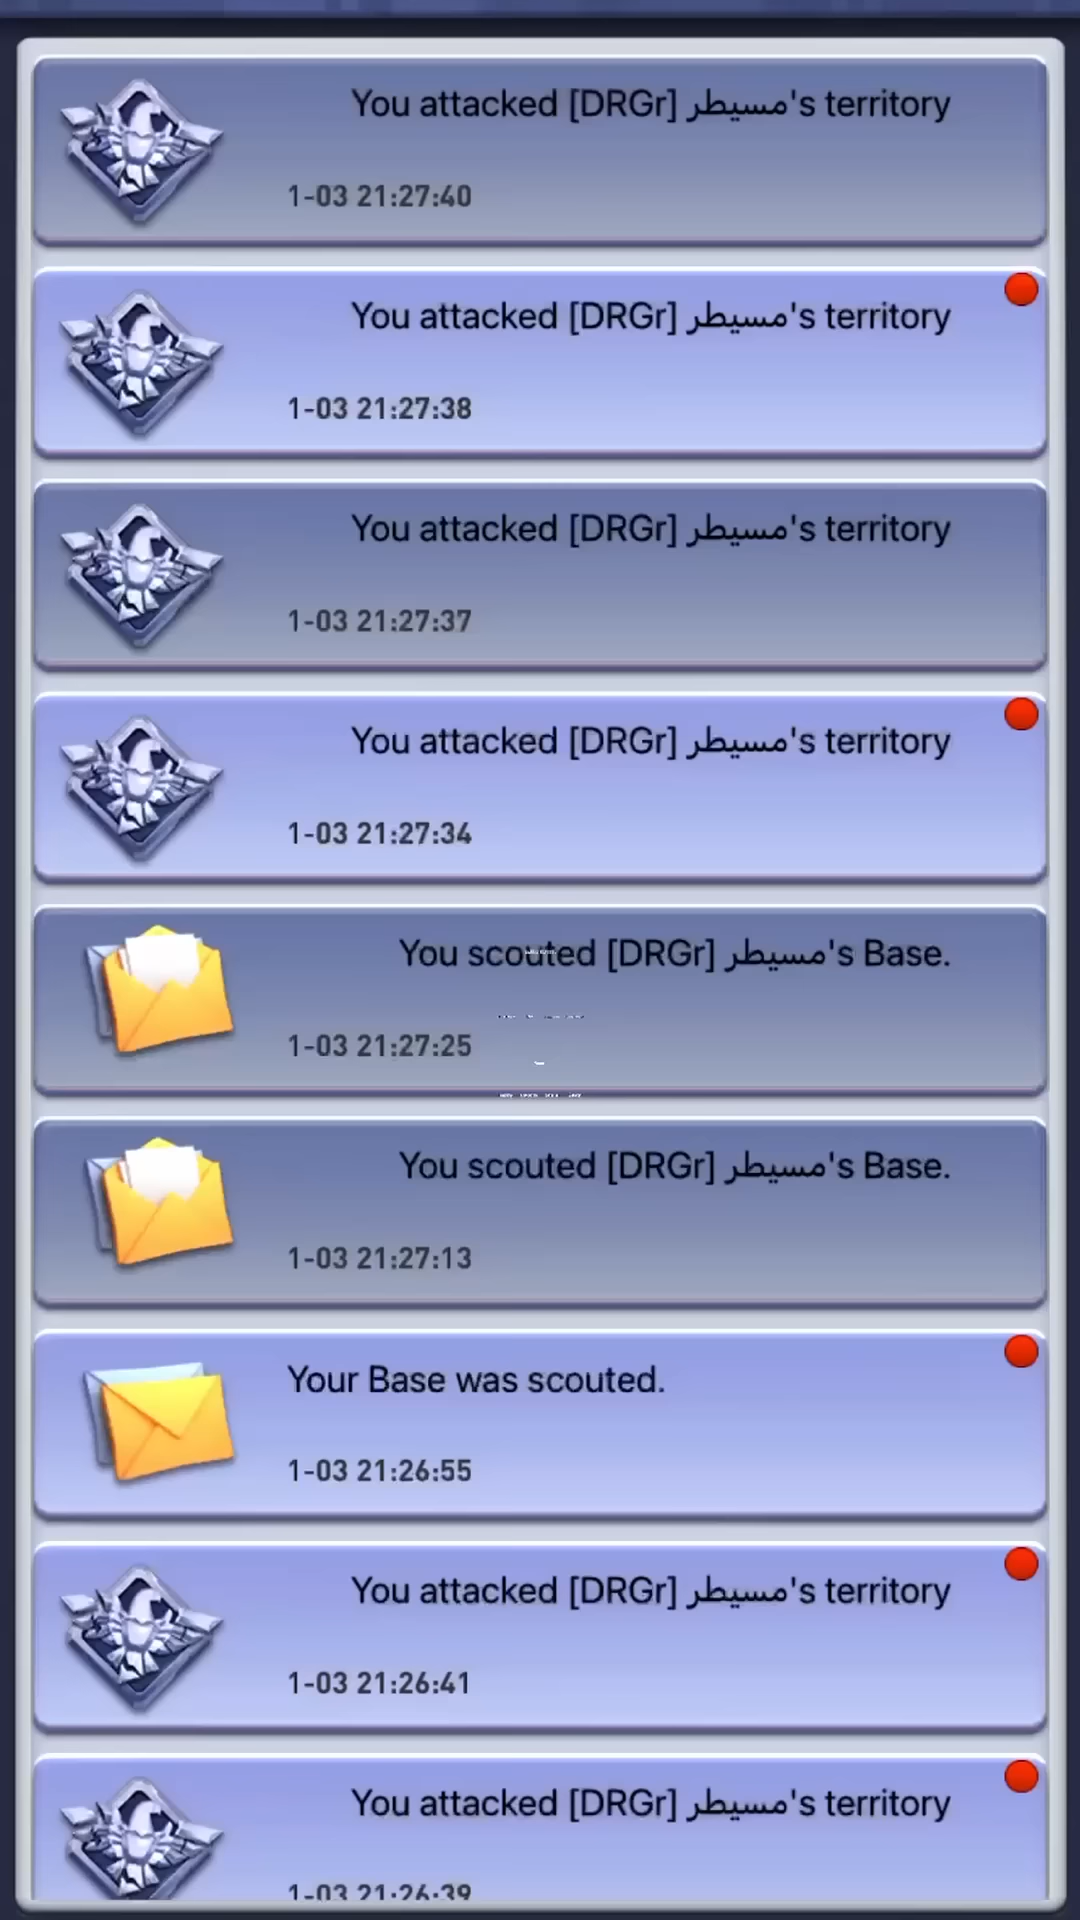 You attacked [DRGr] مسيطر's territory
1-03 21:27:40
You attacked [DRGr] مسيطر's territory
1-03 21:27:38
You attacked [DRGr] مسيطر's territory
1-03 21:27:37
You attacked [DRGr] مسيطر's territory
1-03 21:27:34
You scouted [DRGr] مسيطر's Base.
1-03 21:27:25
You scouted [DRGr] مسيطر's Base.
1-03 21:27:13
Your Base was scouted.
1-03 21:26:55
You attacked [DRGr] مسيطر's territory
1-03 21:26:41
You attacked [DRGr] مسيطر's territory
1-03 21:26:39